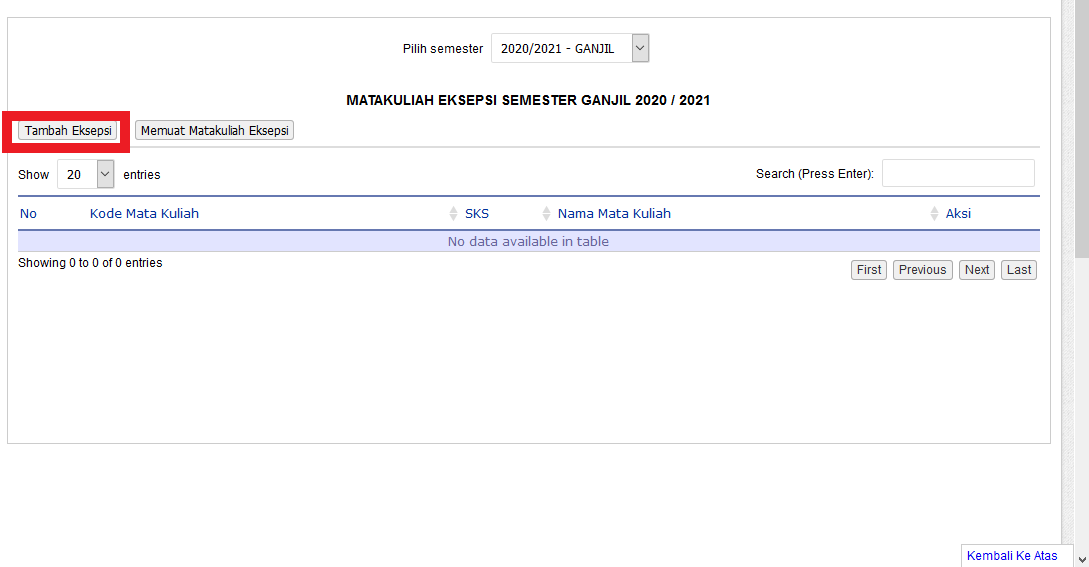 Pilih semester 2020/2021 - GANJIL
MATAKULIAH EKSEPSI SEMESTER GANJIL 2020 / 2021
Tambah Eksepsi Memuat Matakuliah Eksepsi
Show 20 entries Search (Press Enter):
No Kode Mata Kuliah SKS Nama Mata Kuliah Aksi
No data available in table
Showing 0 to 0 of 0 entries First Previous Next Last
Kembali Ke Atas